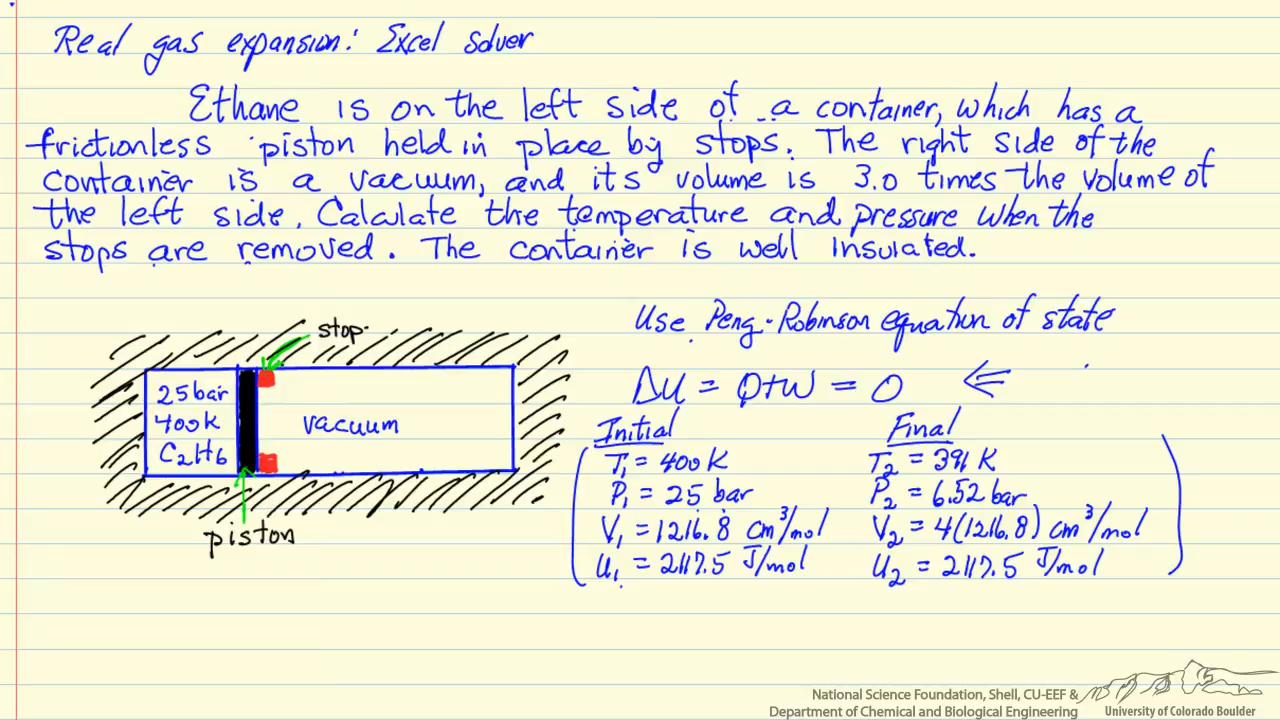 Real gas expansion: Excel solver
Ethane is on the left side of a container, which has a
frictionless piston held in place by stops. The right side of the
container is a vacuum, and its volume is 3.0 times the volume of
the left side. Calculate the temperature and pressure when the
stops are removed. The container is well insulated.
Use Peng-Robinson equation of state
stop
25 bar
400K
C2H6
vacuum
piston
ΔU = Q+W = 0
Initial
T1 = 400 K
P1 = 25 bar
V1 = 1216.8 cm³/mol
U1 = 2117.5 J/mol
Final
T2 = 391 K
P2 = 6.52 bar
V2 = 4(1216.8) cm³/mol
U2 = 2117.5 J/mol
National Science Foundation, Shell, CU-EEF &
Department of Chemical and Biological Engineering
University of Colorado Boulder